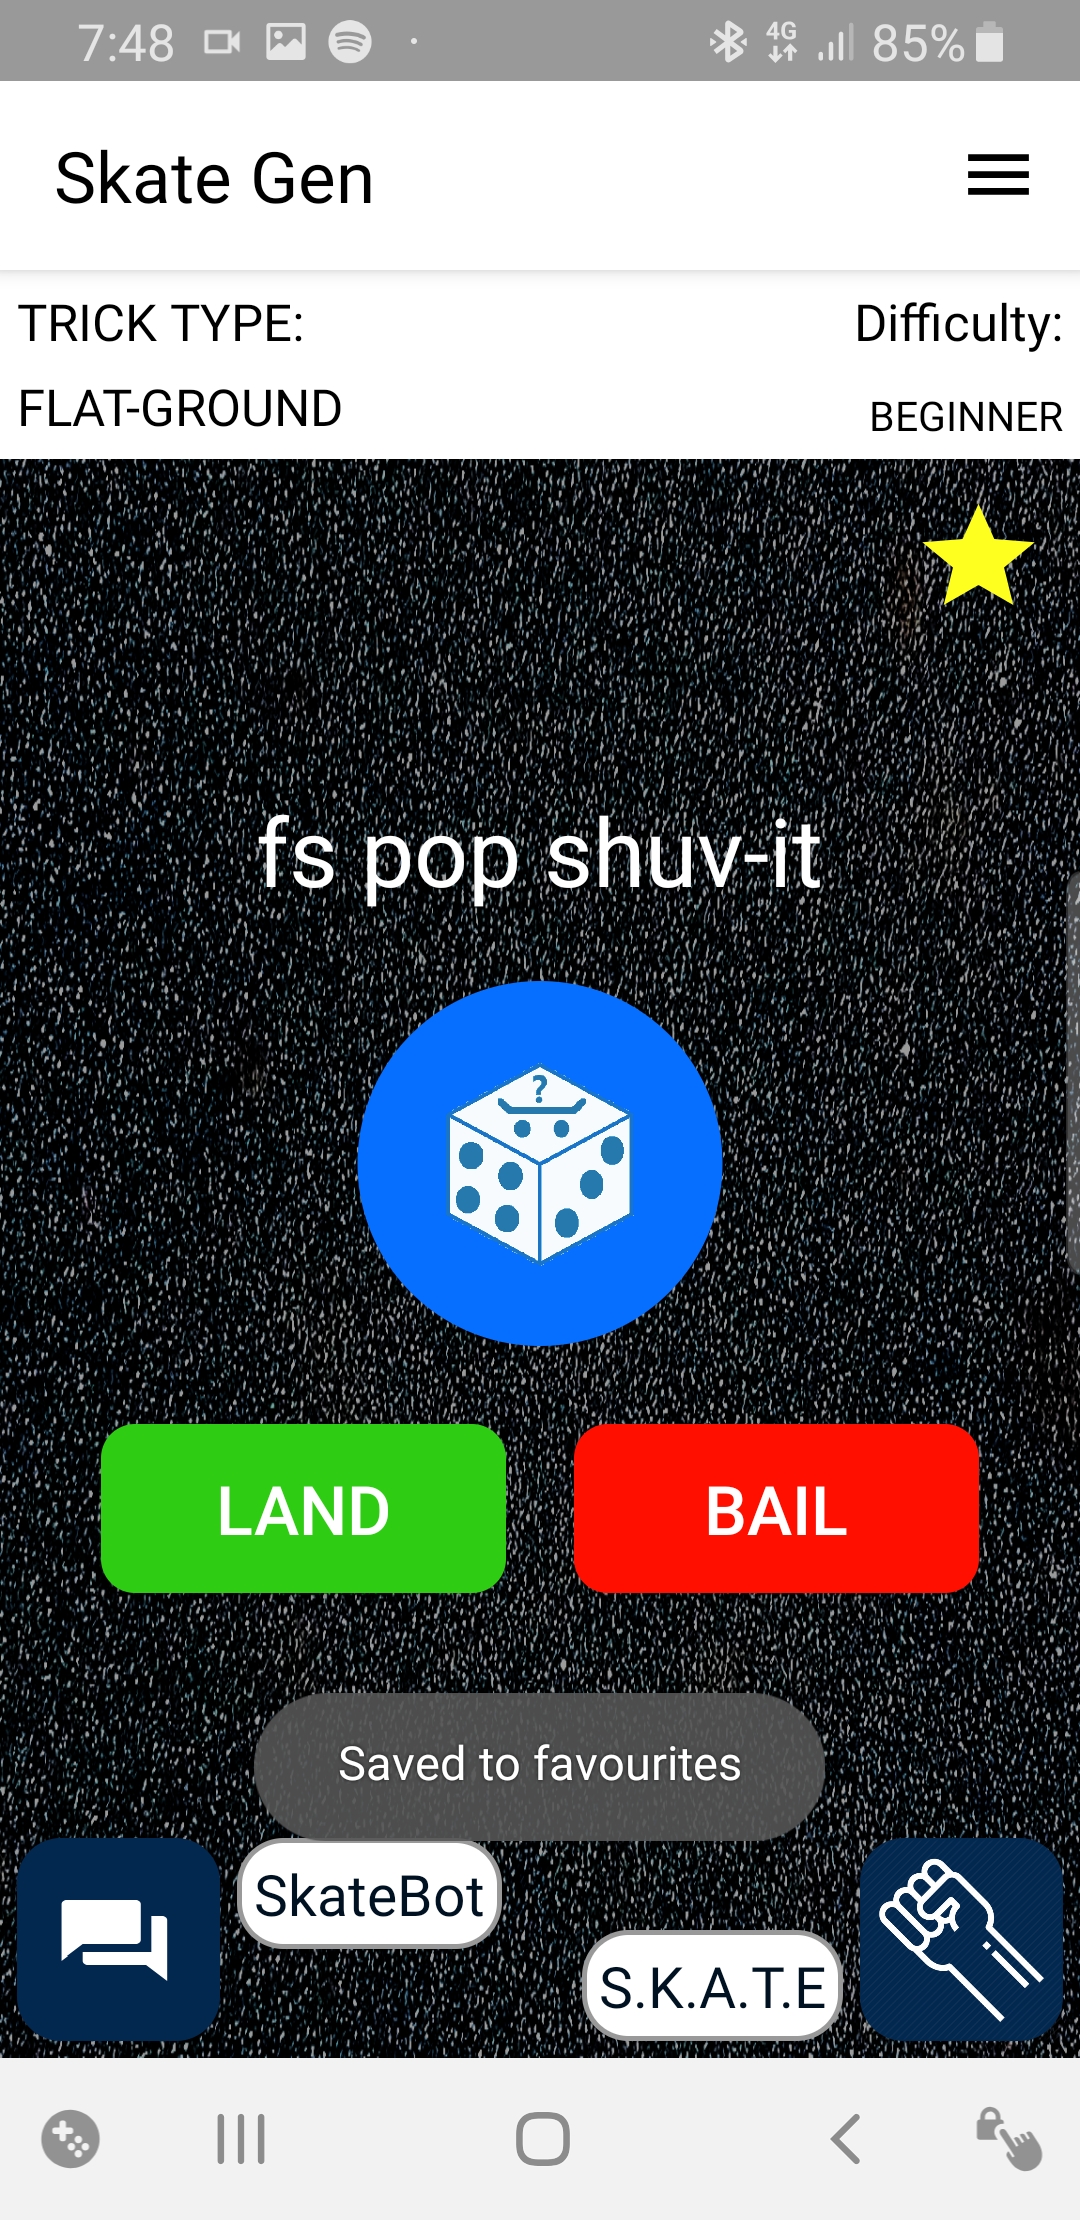 7:48
4G
85%
Skate Gen
TRICK TYPE:
Difficulty:
FLAT-GROUND
BEGINNER
fs pop shuv-it
?
LAND
BAIL
Saved to favourites
SkateBot
S.K.A.T.E